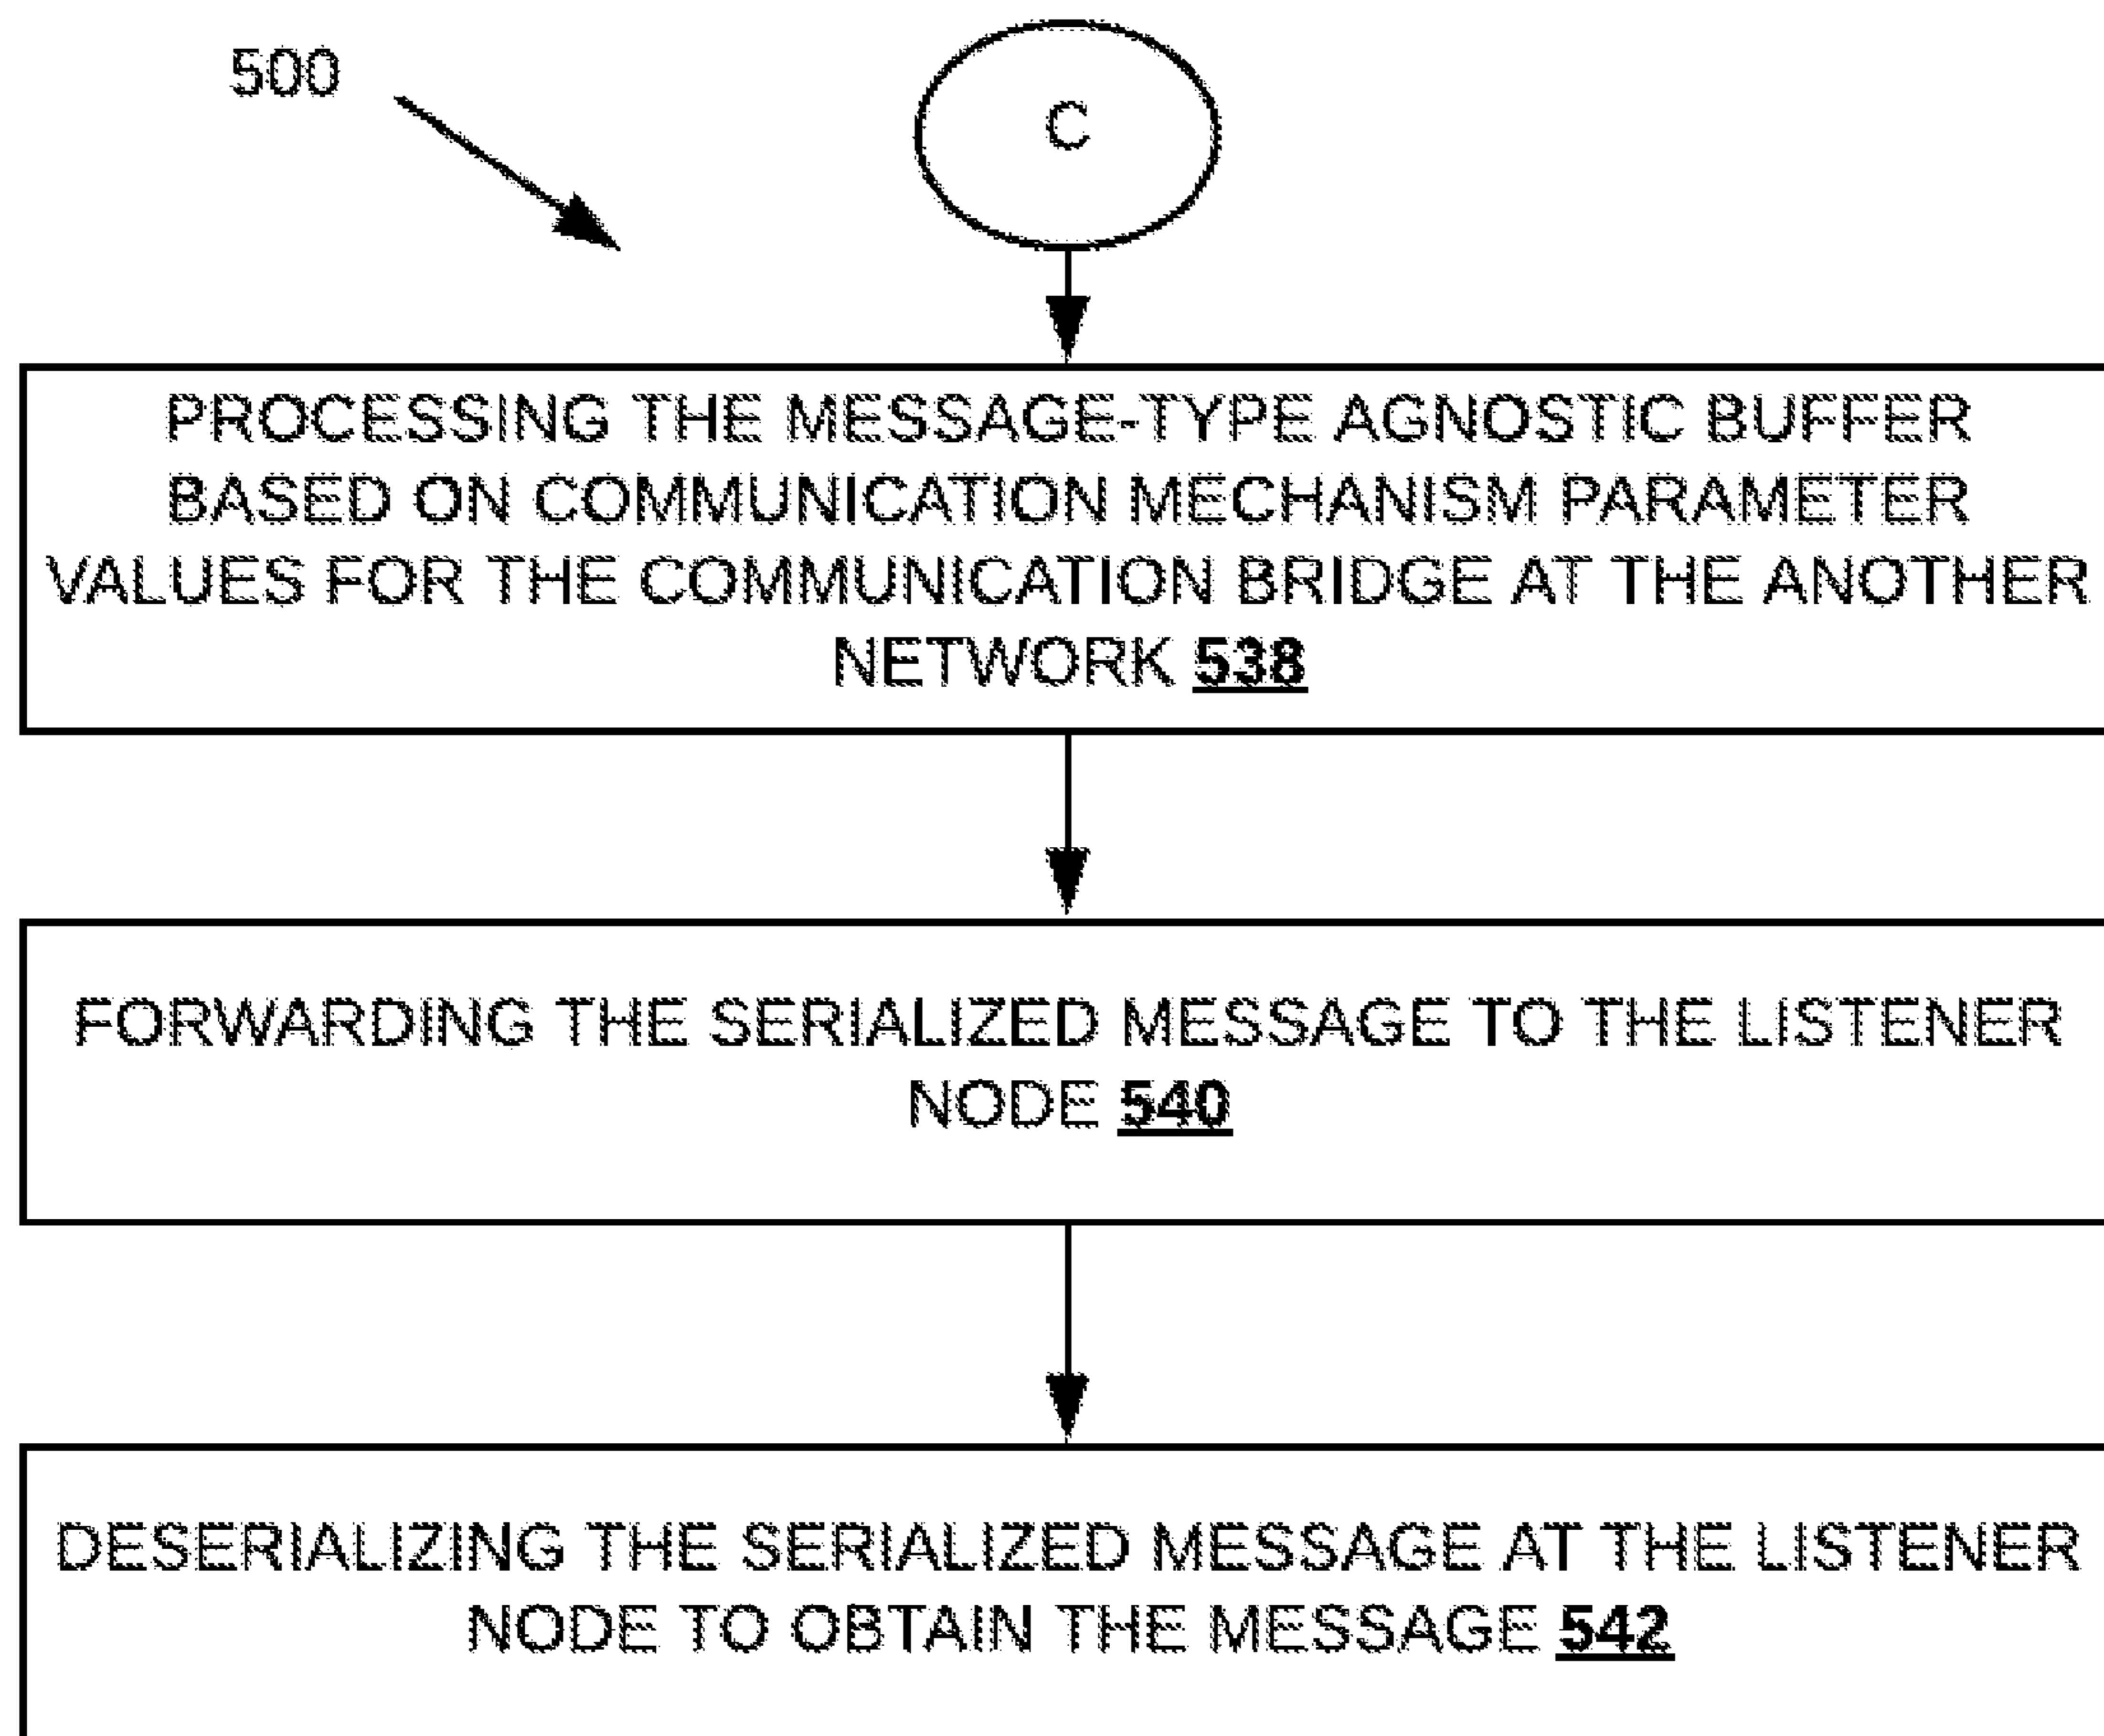 500
C
PROCESSING THE MESSAGE-TYPE AGNOSTIC BUFFER
BASED ON COMMUNICATION MECHANISM PARAMETER
VALUES FOR THE COMMUNICATION BRIDGE AT THE ANOTHER
NETWORK 538
FORWARDING THE SERIALIZED MESSAGE TO THE LISTENER
NODE 540
DESERIALIZING THE SERIALIZED MESSAGE AT THE LISTENER
NODE TO OBTAIN THE MESSAGE 542